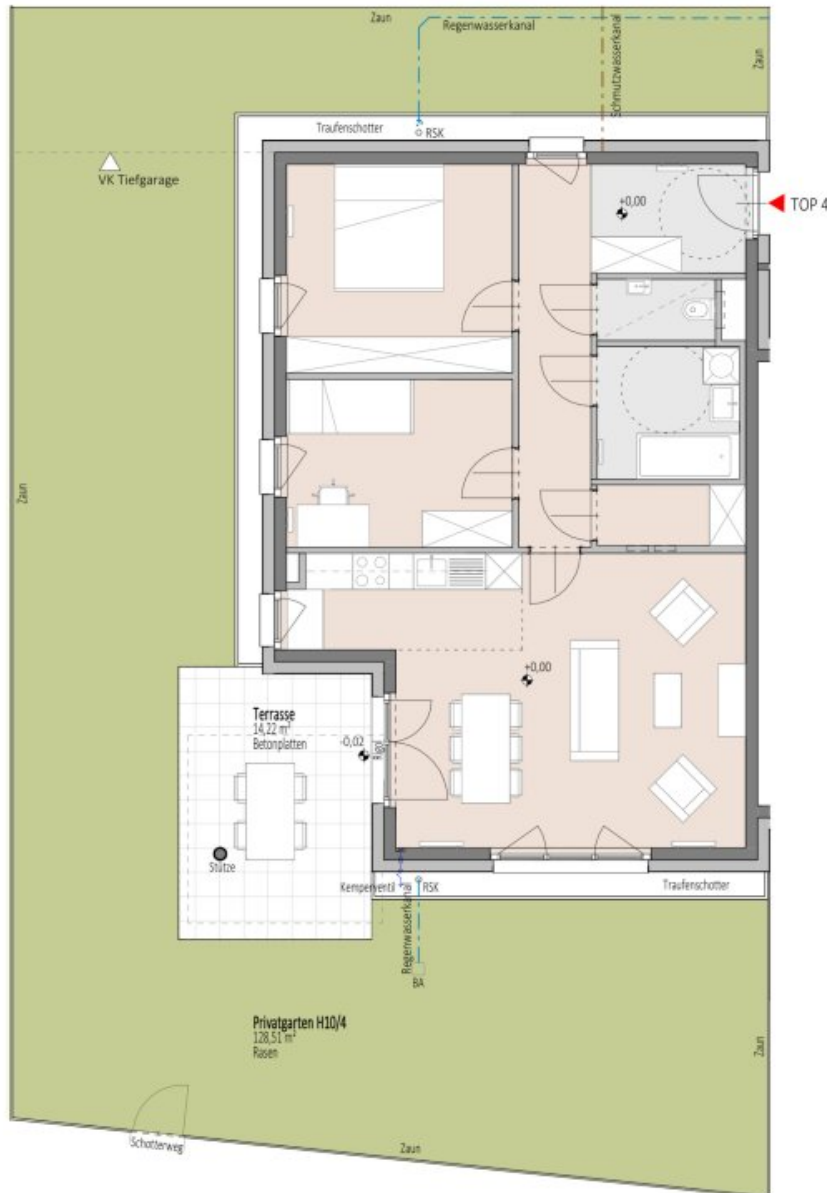 Zaun
Regenwasserkanal
Schmutzwasserkanal
Zaun
Traufenschotter
RSK
VK Tiefgarage
+0,00
TOP 4
Zaun
+0,00
Terrasse
14,22 m²
Betonplatten
-0,02
Rigol
Stütze
Kemperventil
RSK
Traufenschotter
Regenwasserkanal
BA
Privatgarten H10/4
128,51 m²
Rasen
Zaun
Schotterweg
Zaun